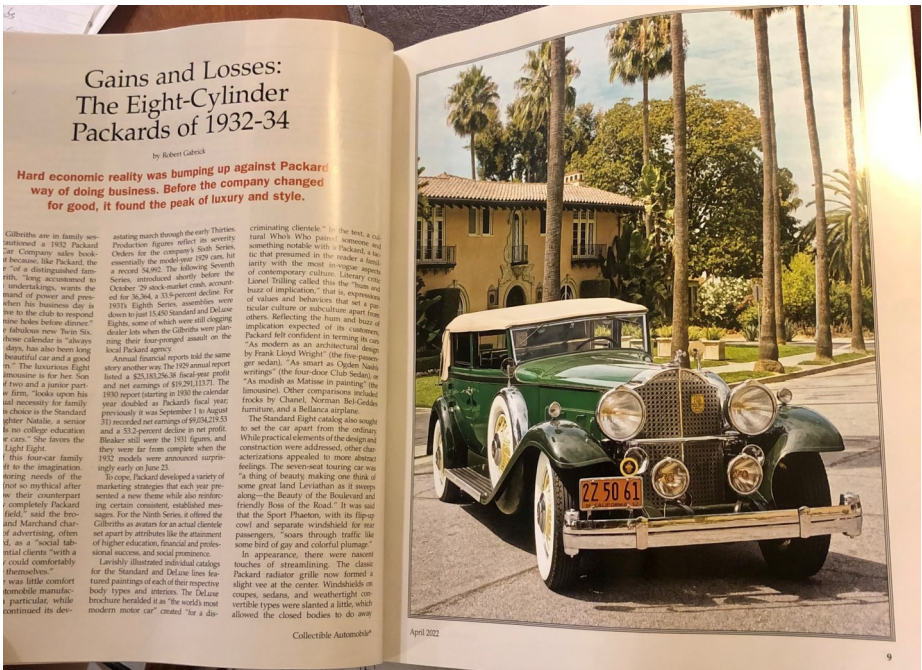 Gains and Losses:
The Eight-Cylinder
Packards of 1932-34
by Robert Gabrick
Hard economic reality was bumping up against Packard
way of doing business. Before the company changed
for good, it found the peak of luxury and style.
Gilbriths are in family ses-
cautioned a 1932 Packard
Car Company sales book-
t because, like Packard, the
"of a distinguished fam-
rith, "long accustomed to
undertakings, wants the
mand of power and pres-
when his business day is
ve to the club to respond
nine holes before dinner."
fabulous new Twin Six.
whose calendar is "always
days, has also long
beautiful car and a good
n." The luxurious Eight
limousine is for her. Son
of two and a junior part-
firm, "looks upon his
ual necessity for family
s choice is the Standard
ghter Natalie, a senior
s no college education
r cars." She favors the
Light Eight.
f this four-car family
ft to the imagination.
toring needs of the
(not so mythical after
w their counterpart
completely Packard
field," said the bro-
and Marchand char-
of advertising, often
d, as a "social tab-
ntial clients "with a
could comfortably
themselves."
was little comfort
tomobile manufac-
particular, while
continued its dev-
astating march through the early Thirties.
Production figures reflect its severity
Orders for the company's Sixth Series,
essentially the model-year 1929 cars, hit
a record 54,992. The following Seventh
Series, introduced shortly before the
October '29 stock-market crash, account-
ed for 36,364, a 33.9-percent decline. For
1931's Eighth Series, assemblies were
down to just 15,450 Standard and DeLuxe
Eights, some of which were still clogging
dealer lots when the Gilbriths were plan-
ning their four-pronged assault on the
local Packard agency.
Annual financial reports told the same
story another way. The 1929 annual report
listed a $25,183,256.38 fiscal-year profit
and net earnings of $19,291,113.71. The
1930 report (starting in 1930 the calendar
year doubled as Packard's fiscal year;
previously it was September 1 to August
31) recorded net earnings of $9,034,219.53
and a 53.2-percent decline in net profit.
Bleaker still were the 1931 figures, and
they were far from complete when the
1932 models were announced surpris-
ingly early on June 23.
To cope, Packard developed a variety of
marketing strategies that each year pre-
sented a new theme while also reinforc-
ing certain consistent, established mes-
sages. For the Ninth Series, it offered the
Gilbriths as avatars for an actual clientele
set apart by attributes like the attainment
of higher education, financial and profes-
sional success, and social prominence.
Lavishly illustrated individual catalogs
for the Standard and DeLuxe lines fea-
tured paintings of each of their respective
body types and interiors. The DeLuxe
brochure heralded it as "the world's most
modern motor car" created "for a dis-
criminating clientele." In the text, a cul-
tural Who's Who paired someone and
something notable with a Packard, a tac-
tic that presumed in the reader a famil-
iarity with the most in-vogue aspects
of contemporary culture. Literary critic
Lionel Trilling called this the "hum and
buzz of implication," that is, expressions
of values and behaviors that set a par-
ticular culture or subculture apart from
others. Reflecting the hum and buzz of
implication expected of its customers,
Packard felt confident in terming its cars
"As modern as an architectural design
by Frank Lloyd Wright" (the five-passen-
ger sedan), "As smart as Ogden Nash's
writings" (the four-door Club Sedan), or
"As modish as Matisse in painting" (the
limousine). Other comparisons included
frocks by Chanel, Norman Bel-Geddes
furniture, and a Bellanca airplane.
The Standard Eight catalog also sought
to set the car apart from the ordinary
While practical elements of the design and
construction were addressed, other char-
acterizations appealed to more abstract
feelings. The seven-seat touring car was
"a thing of beauty, making one think of
some great land Leviathan as it sweeps
along—the Beauty of the Boulevard and
friendly Boss of the Road." It was said
that the Sport Phaeton, with its flip-up
cowl and separate windshield for rear
passengers, "soars through traffic like
some bird of gay and colorful plumage."
In appearance, there were nascent
touches of streamlining. The classic
Packard radiator grille now formed a
slight vee at the center. Windshields on
coupes, sedans, and weathertight con-
vertible types were slanted a little, which
allowed the closed bodies to do away
Collectible Automobile®
2Z 50 61
CALIFORNIA
April 2022
9